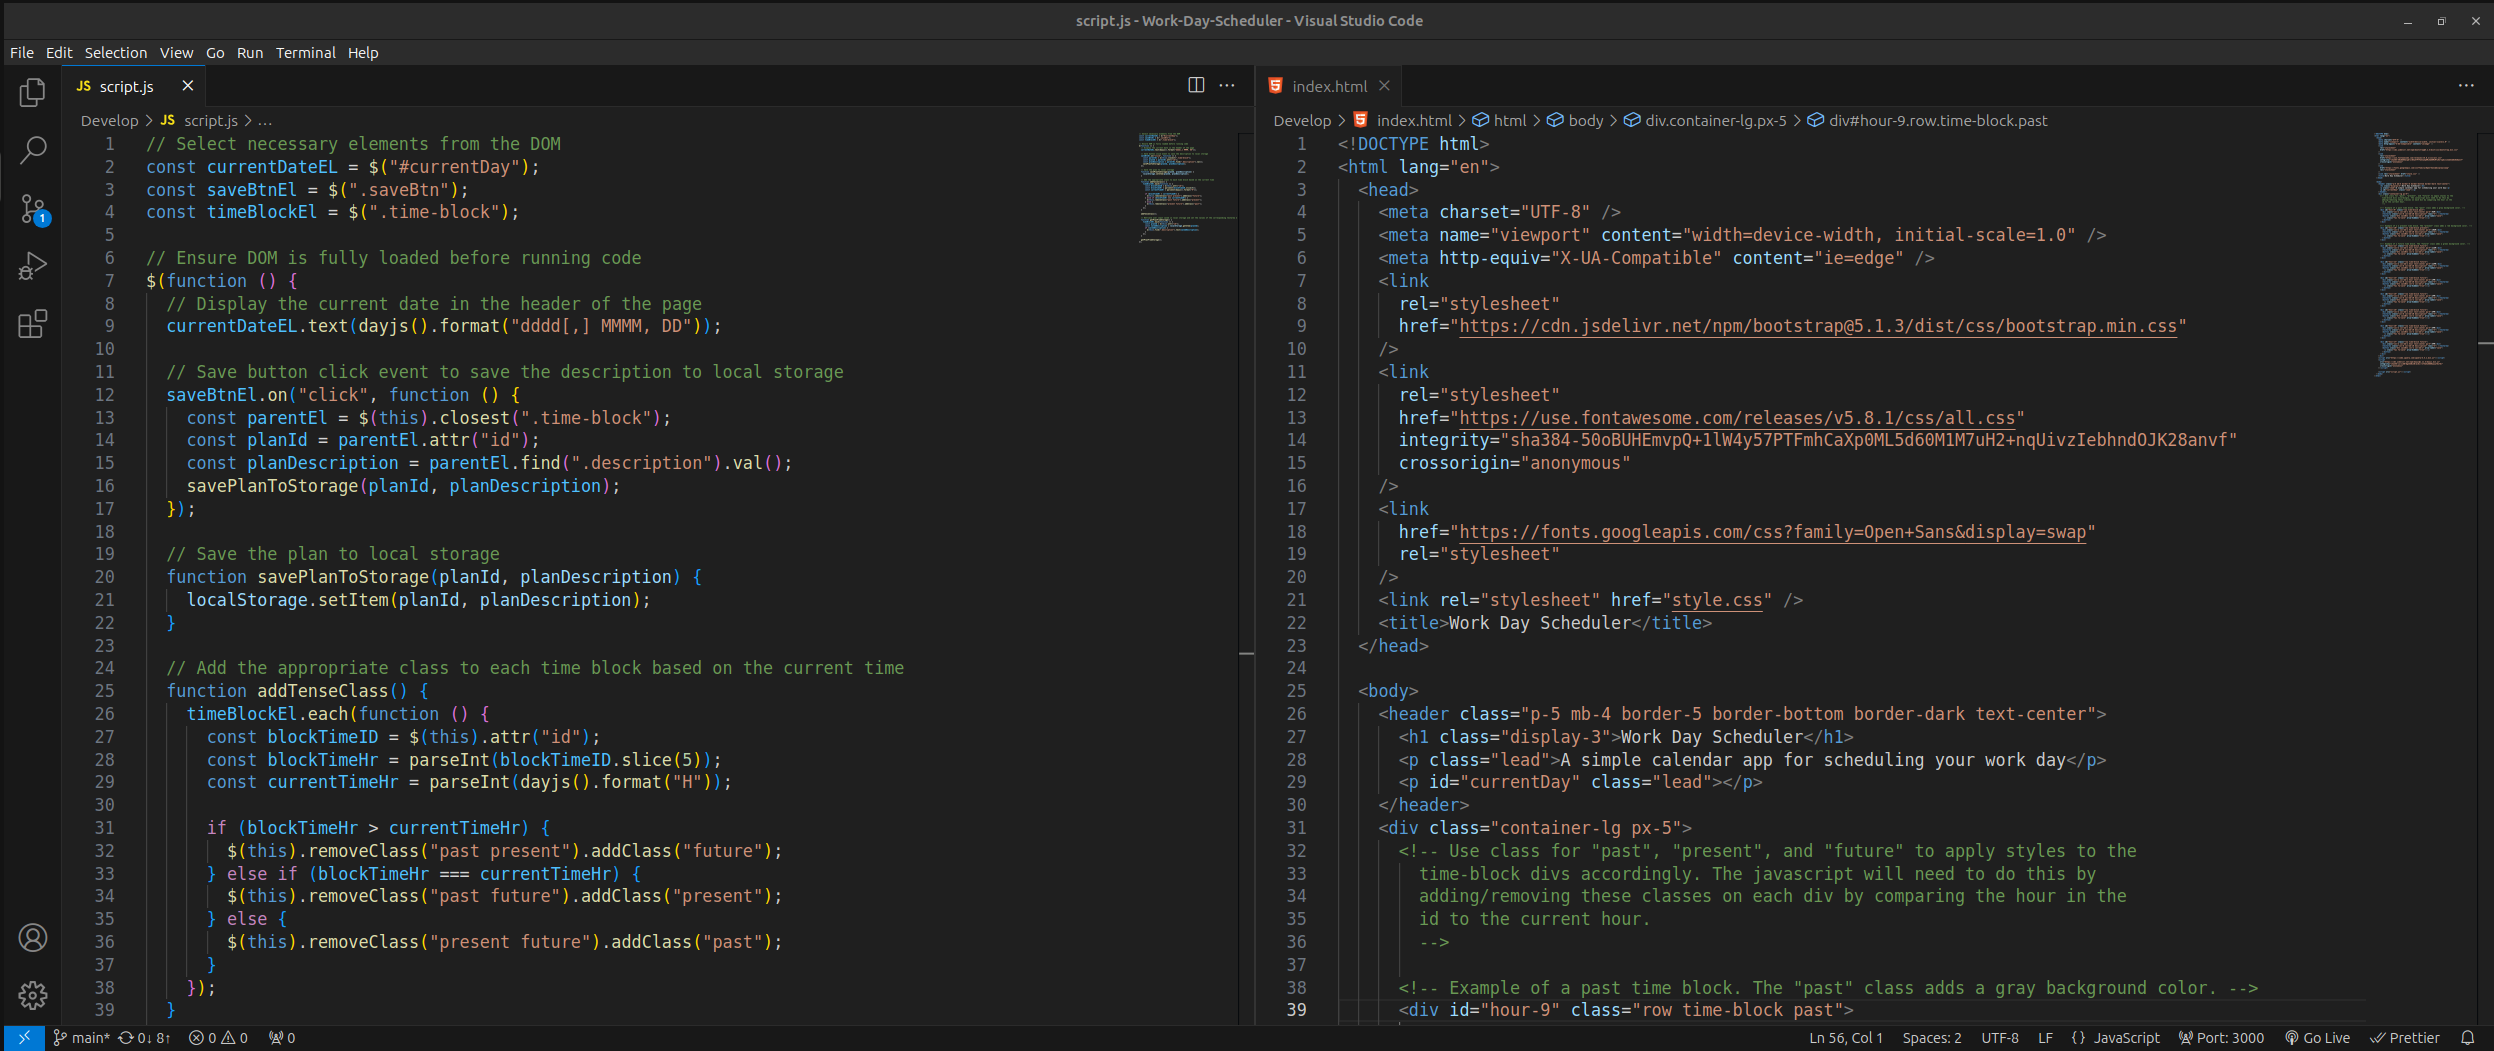 script.js - Work-Day-Scheduler - Visual Studio Code
File Edit Selection View Go Run Terminal Help
JS script.js
Develop > JS script.js > ...
1 // Select necessary elements from the DOM
2 const currentDateEL = $("#currentDay");
3 const saveBtnEl = $(".saveBtn");
4 const timeBlockEl = $(".time-block");
5
6 // Ensure DOM is fully loaded before running code
7 $(function () {
8 // Display the current date in the header of the page
9 currentDateEL.text(dayjs().format("dddd[,] MMMM, DD"));
10
11 // Save button click event to save the description to local storage
12 saveBtnEl.on("click", function () {
13 const parentEl = $(this).closest(".time-block");
14 const planId = parentEl.attr("id");
15 const planDescription = parentEl.find(".description").val();
16 savePlanToStorage(planId, planDescription);
17 });
18
19 // Save the plan to local storage
20 function savePlanToStorage(planId, planDescription) {
21 localStorage.setItem(planId, planDescription);
22 }
23
24 // Add the appropriate class to each time block based on the current time
25 function addTenseClass() {
26 timeBlockEl.each(function () {
27 const blockTimeID = $(this).attr("id");
28 const blockTimeHr = parseInt(blockTimeID.slice(5));
29 const currentTimeHr = parseInt(dayjs().format("H"));
30
31 if (blockTimeHr > currentTimeHr) {
32 $(this).removeClass("past present").addClass("future");
33 } else if (blockTimeHr === currentTimeHr) {
34 $(this).removeClass("past future").addClass("present");
35 } else {
36 $(this).removeClass("present future").addClass("past");
37 }
38 });
39 }
index.html
Develop > index.html > html > body > div.container-lg.px-5 > div#hour-9.row.time-block.past
1 <!DOCTYPE html>
2 <html lang="en">
3 <head>
4 <meta charset="UTF-8" />
5 <meta name="viewport" content="width=device-width, initial-scale=1.0" />
6 <meta http-equiv="X-UA-Compatible" content="ie=edge" />
7 <link
8 rel="stylesheet"
9 href="https://cdn.jsdelivr.net/npm/bootstrap@5.1.3/dist/css/bootstrap.min.css"
10 />
11 <link
12 rel="stylesheet"
13 href="https://use.fontawesome.com/releases/v5.8.1/css/all.css"
14 integrity="sha384-50oBUHEmvpQ+1lW4y57PTFmhCaXp0ML5d60M1M7uH2+nqUivzIebhndOJK28anvf"
15 crossorigin="anonymous"
16 />
17 <link
18 href="https://fonts.googleapis.com/css?family=Open+Sans&display=swap"
19 rel="stylesheet"
20 />
21 <link rel="stylesheet" href="style.css" />
22 <title>Work Day Scheduler</title>
23 </head>
24
25 <body>
26 <header class="p-5 mb-4 border-5 border-bottom border-dark text-center">
27 <h1 class="display-3">Work Day Scheduler</h1>
28 <p class="lead">A simple calendar app for scheduling your work day</p>
29 <p id="currentDay" class="lead"></p>
30 </header>
31 <div class="container-lg px-5">
32 <!-- Use class for "past", "present", and "future" to apply styles to the
33 time-block divs accordingly. The javascript will need to do this by
34 adding/removing these classes on each div by comparing the hour in the
35 id to the current hour.
36 -->
37
38 <!-- Example of a past time block. The "past" class adds a gray background color. -->
39 <div id="hour-9" class="row time-block past">
1
main* 0↓ 8↑ 0 0 0
Ln 56, Col 1 Spaces: 2 UTF-8 LF {} JavaScript Port: 3000 Go Live Prettier